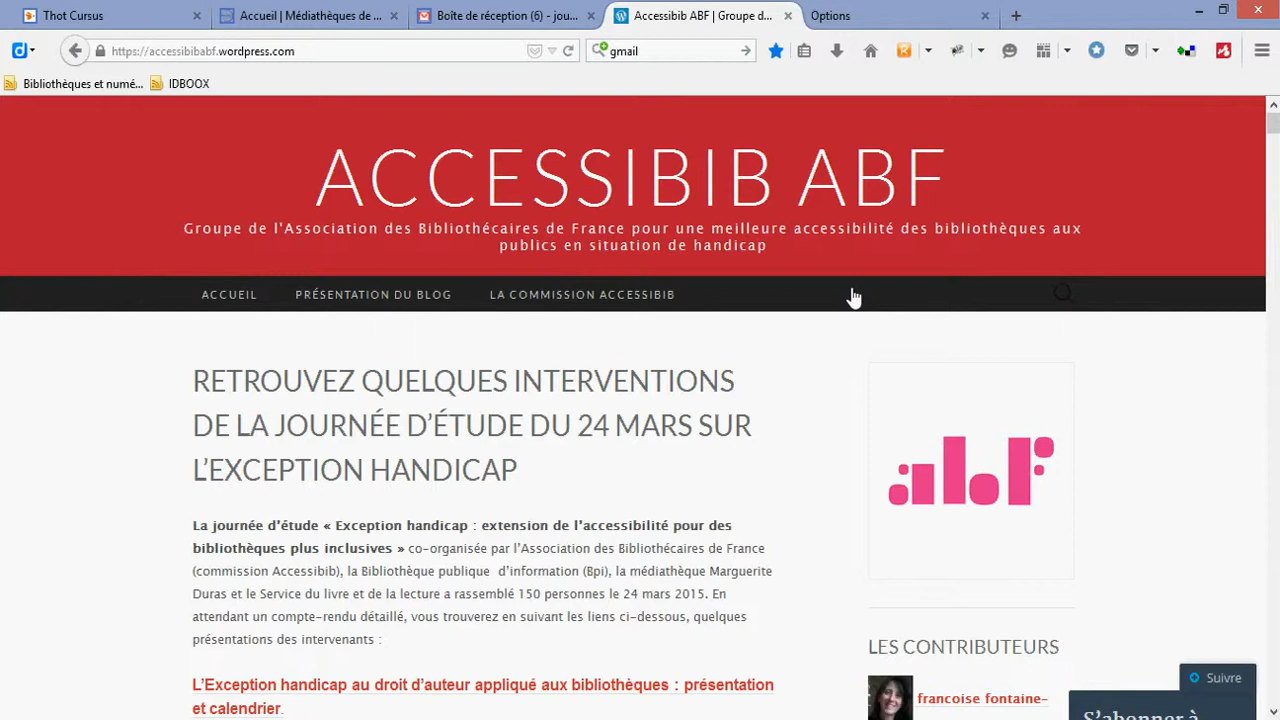 Thot Cursus
Accueil | Médiathèques de ...
Boîte de réception (6) - jou...
Accessibib ABF | Groupe d...
Options
https://accessibibabf.wordpress.com
gmail
Bibliothèques et numé...
IDBOOX
ACCESSIBIB ABF
Groupe de l'Association des Bibliothécaires de France pour une meilleure accessibilité des bibliothèques aux
publics en situation de handicap
ACCUEIL
PRÉSENTATION DU BLOG
LA COMMISSION ACCESSIBIB
RETROUVEZ QUELQUES INTERVENTIONS
DE LA JOURNÉE D'ÉTUDE DU 24 MARS SUR
L'EXCEPTION HANDICAP
La journée d'étude « Exception handicap : extension de l'accessibilité pour des
bibliothèques plus inclusives » co-organisée par l'Association des Bibliothécaires de France
(commission Accessibib), la Bibliothèque publique d'information (Bpi), la médiathèque Marguerite
Duras et le Service du livre et de la lecture a rassemblé 150 personnes le 24 mars 2015. En
attendant un compte-rendu détaillé, vous trouverez en suivant les liens ci-dessous, quelques
présentations des intervenants :
L'Exception handicap au droit d'auteur appliqué aux bibliothèques : présentation
et calendrier.
abf
LES CONTRIBUTEURS
francoise fontaine-
Suivre
S'abonner à